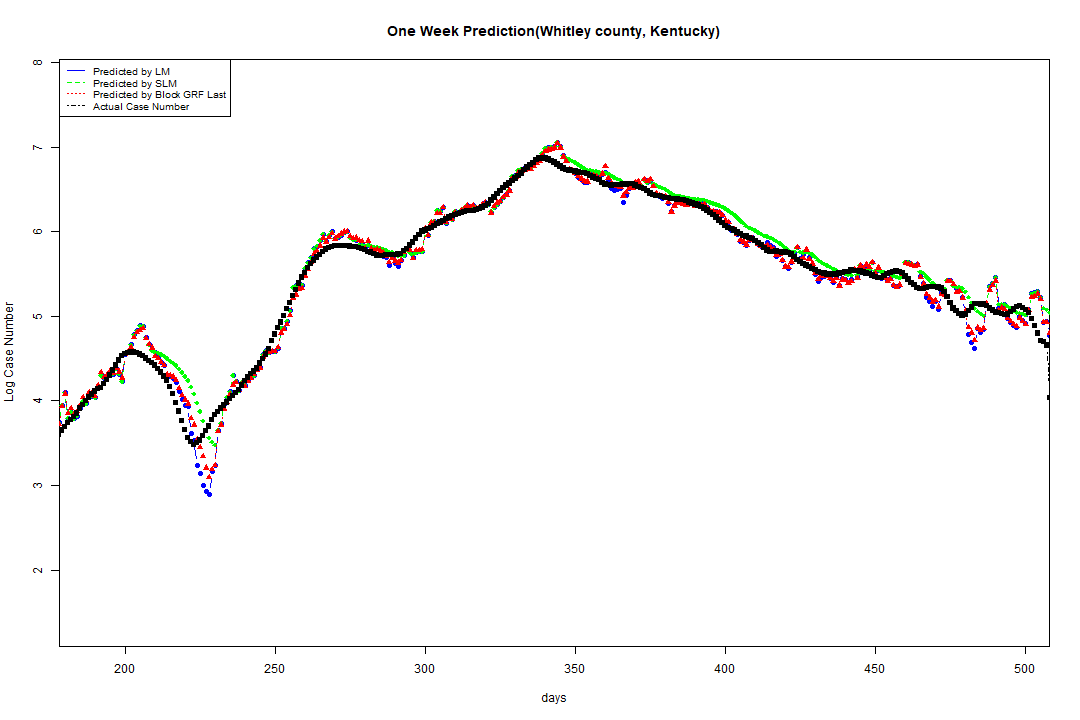 One Week Prediction(Whitley county, Kentucky)
Predicted by LM
Predicted by SLM
Predicted by Block GRF Last
Actual Case Number
8
7
6
5
4
3
2
Log Case Number
200 250 300 350 400 450 500
days